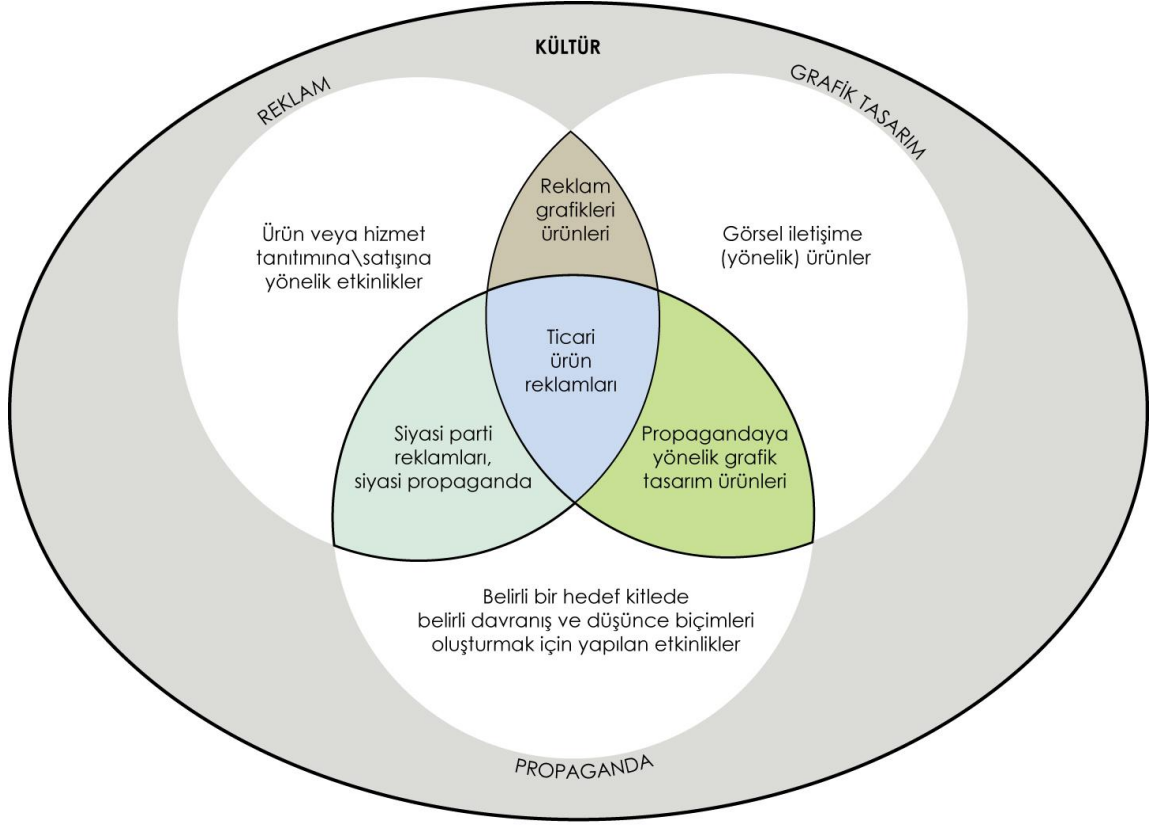 KÜLTÜR
REKLAM
GRAFİK TASARIM
Reklam
grafikleri
ürünleri
Ürün veya hizmet
tanıtımına\satışına
yönelik etkinlikler
Görsel iletişime
(yönelik) ürünler
Ticari
ürün
reklamları
Siyasi parti
reklamları,
siyasi propaganda
Propagandaya
yönelik grafik
tasarım ürünleri
Belirli bir hedef kitlede
belirli davranış ve düşünce biçimleri
oluşturmak için yapılan etkinlikler
PROPAGANDA